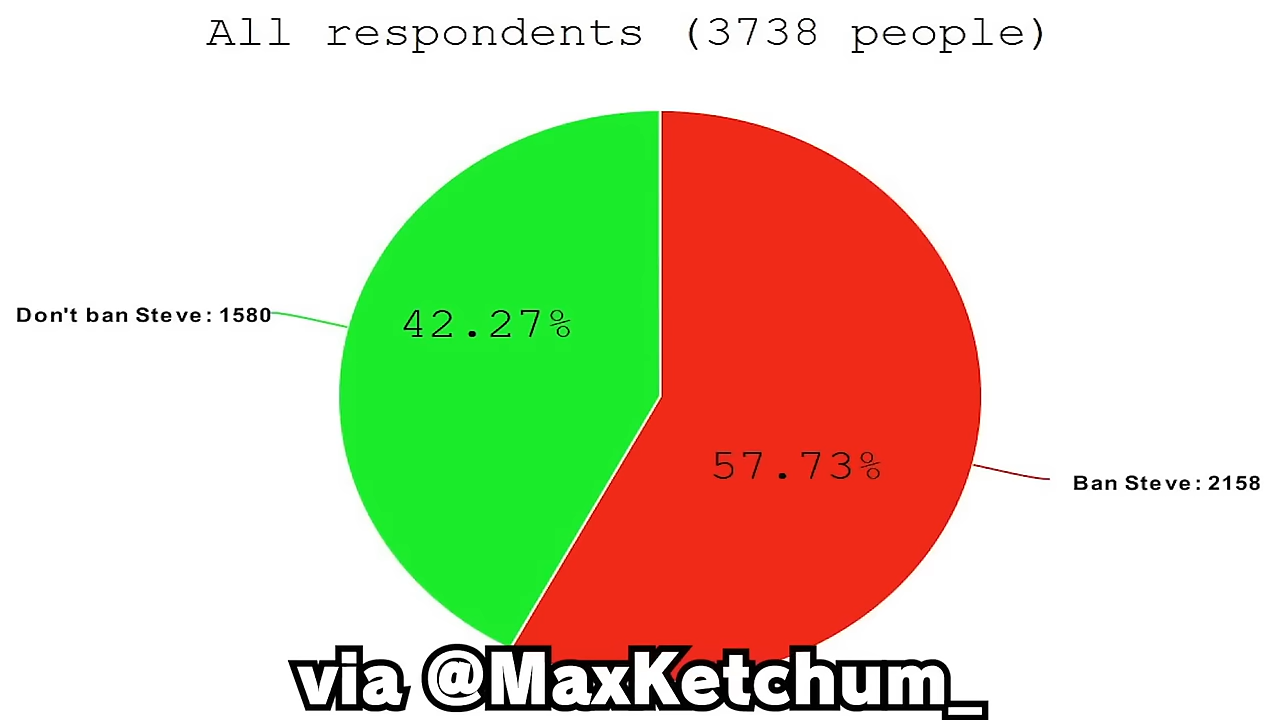 All respondents (3738 people)
Don't ban Steve: 1580
42.27%
57.73%
Ban Steve: 2158
via @MaxKetchum_